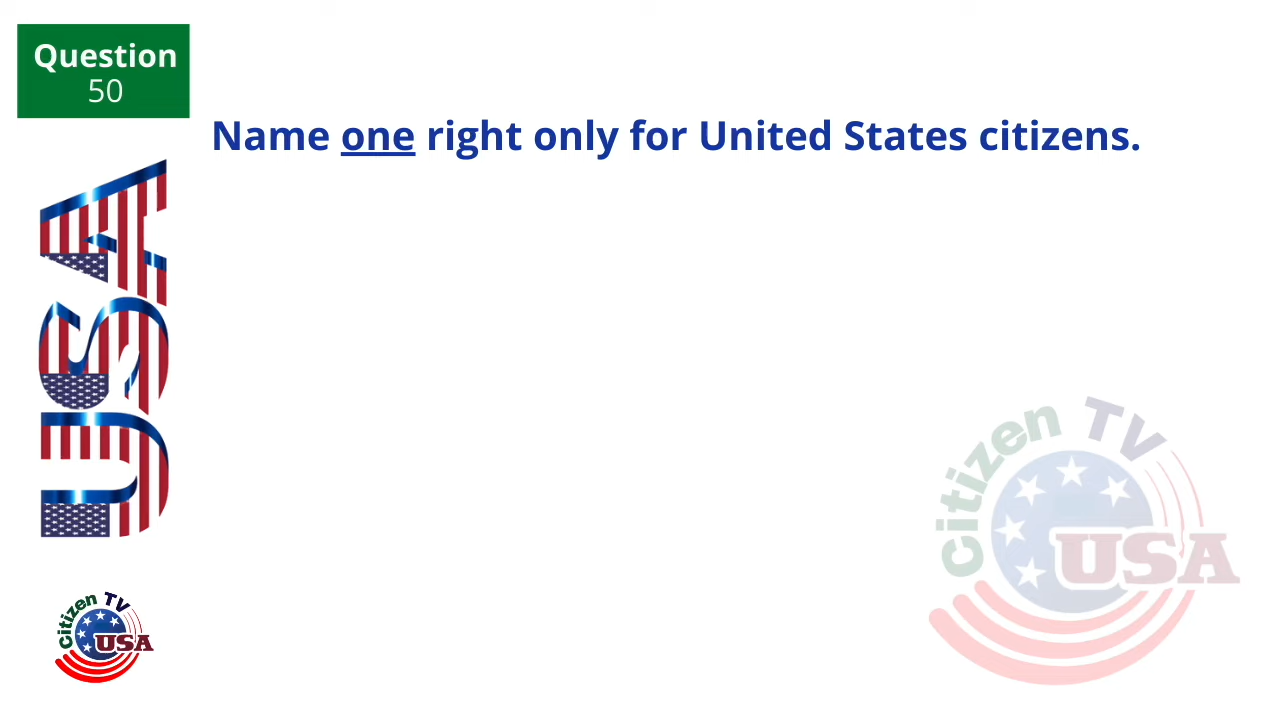 Question
50
Name one right only for United States citizens.
USA
Citizen TV
USA
Citizen TV
USA